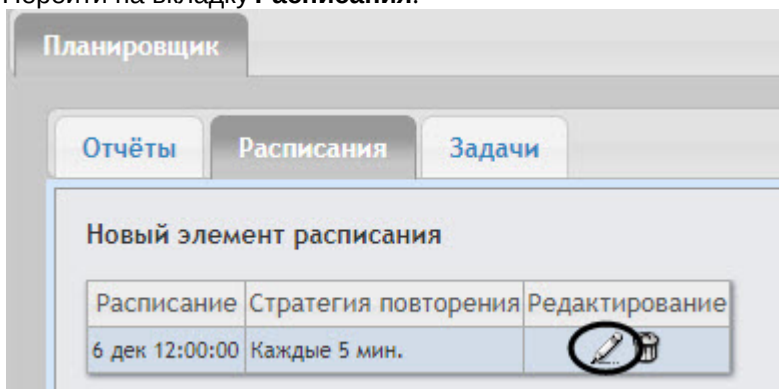 Перейти на вкладку Расписания.
Планировщик
Отчёты Расписания Задачи
Новый элемент расписания
Расписание Стратегия повторения Редактирование
6 дек 12:00:00 Каждые 5 мин.